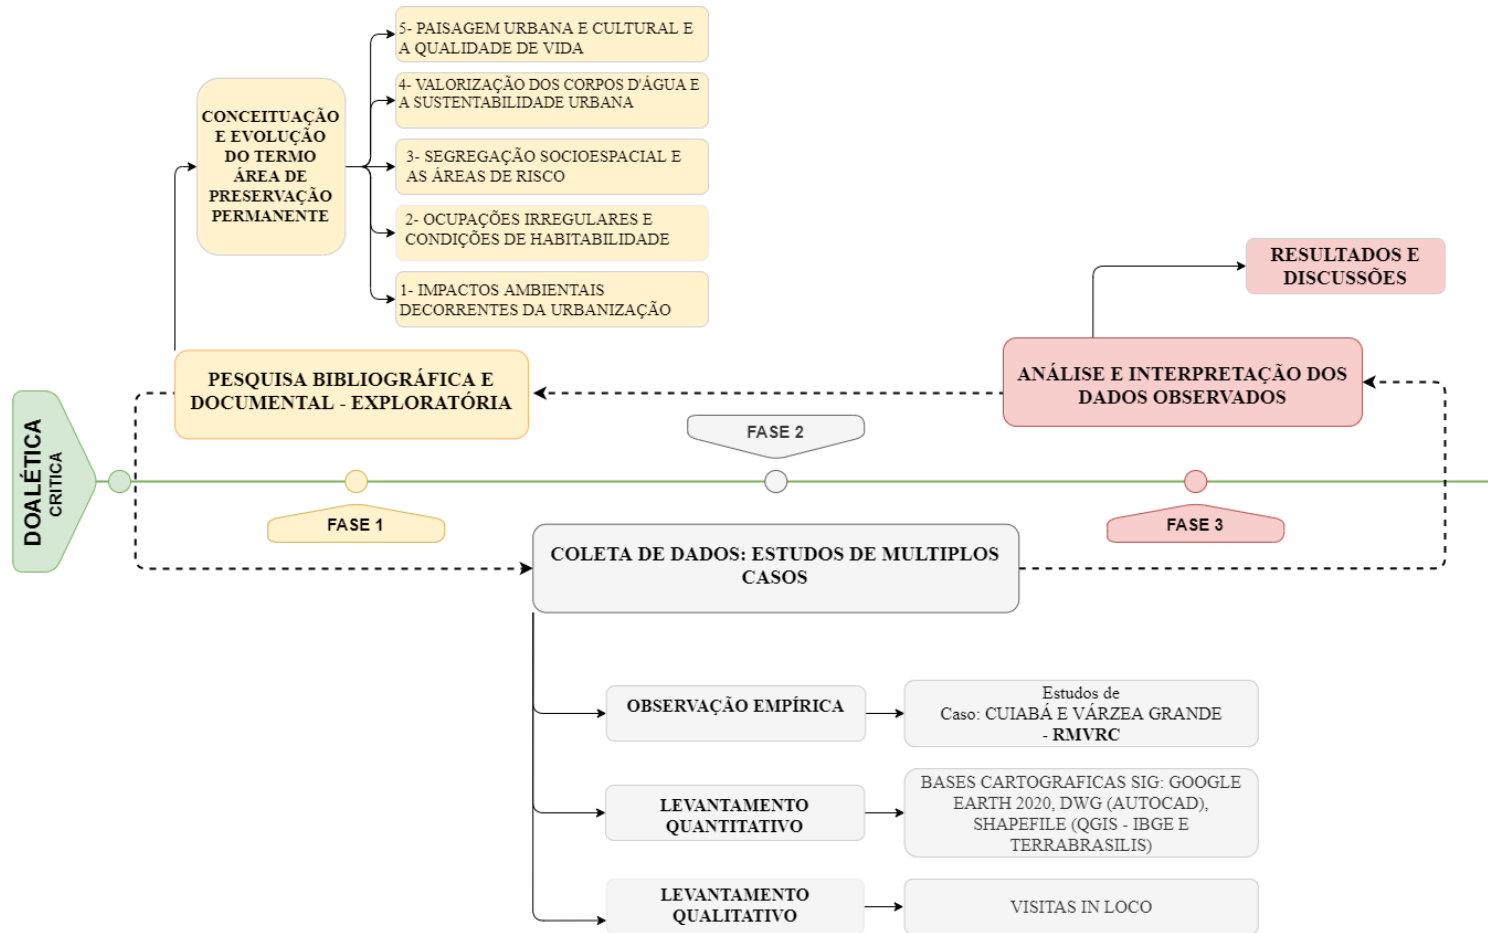 5- PAISAGEM URBANA E CULTURAL E
A QUALIDADE DE VIDA
4- VALORIZAÇÃO DOS CORPOS D'ÁGUA E
A SUSTENTABILIDADE URBANA
CONCEITUAÇÃO
E EVOLUÇÃO
DO TERMO
ÁREA DE
PRESERVAÇÃO
PERMANENTE
3- SEGREGAÇÃO SOCIOESPACIAL E
AS ÁREAS DE RISCO
2- OCUPAÇÕES IRREGULARES E
CONDIÇÕES DE HABITABILIDADE
1- IMPACTOS AMBIENTAIS
DECORRENTES DA URBANIZAÇÃO
RESULTADOS E
DISCUSSÕES
PESQUISA BIBLIOGRÁFICA E
DOCUMENTAL - EXPLORATÓRIA
ANÁLISE E INTERPRETAÇÃO DOS
DADOS OBSERVADOS
DOALÉTICA
CRITICA
FASE 1
FASE 2
FASE 3
COLETA DE DADOS: ESTUDOS DE MULTIPLOS
CASOS
OBSERVAÇÃO EMPÍRICA
Estudos de
Caso: CUIABÁ E VÁRZEA GRANDE
- RMVRC
LEVANTAMENTO
QUANTITATIVO
BASES CARTOGRAFICAS SIG: GOOGLE
EARTH 2020, DWG (AUTOCAD),
SHAPEFILE (QGIS - IBGE E
TERRABRASILIS)
LEVANTAMENTO
QUALITATIVO
VISITAS IN LOCO